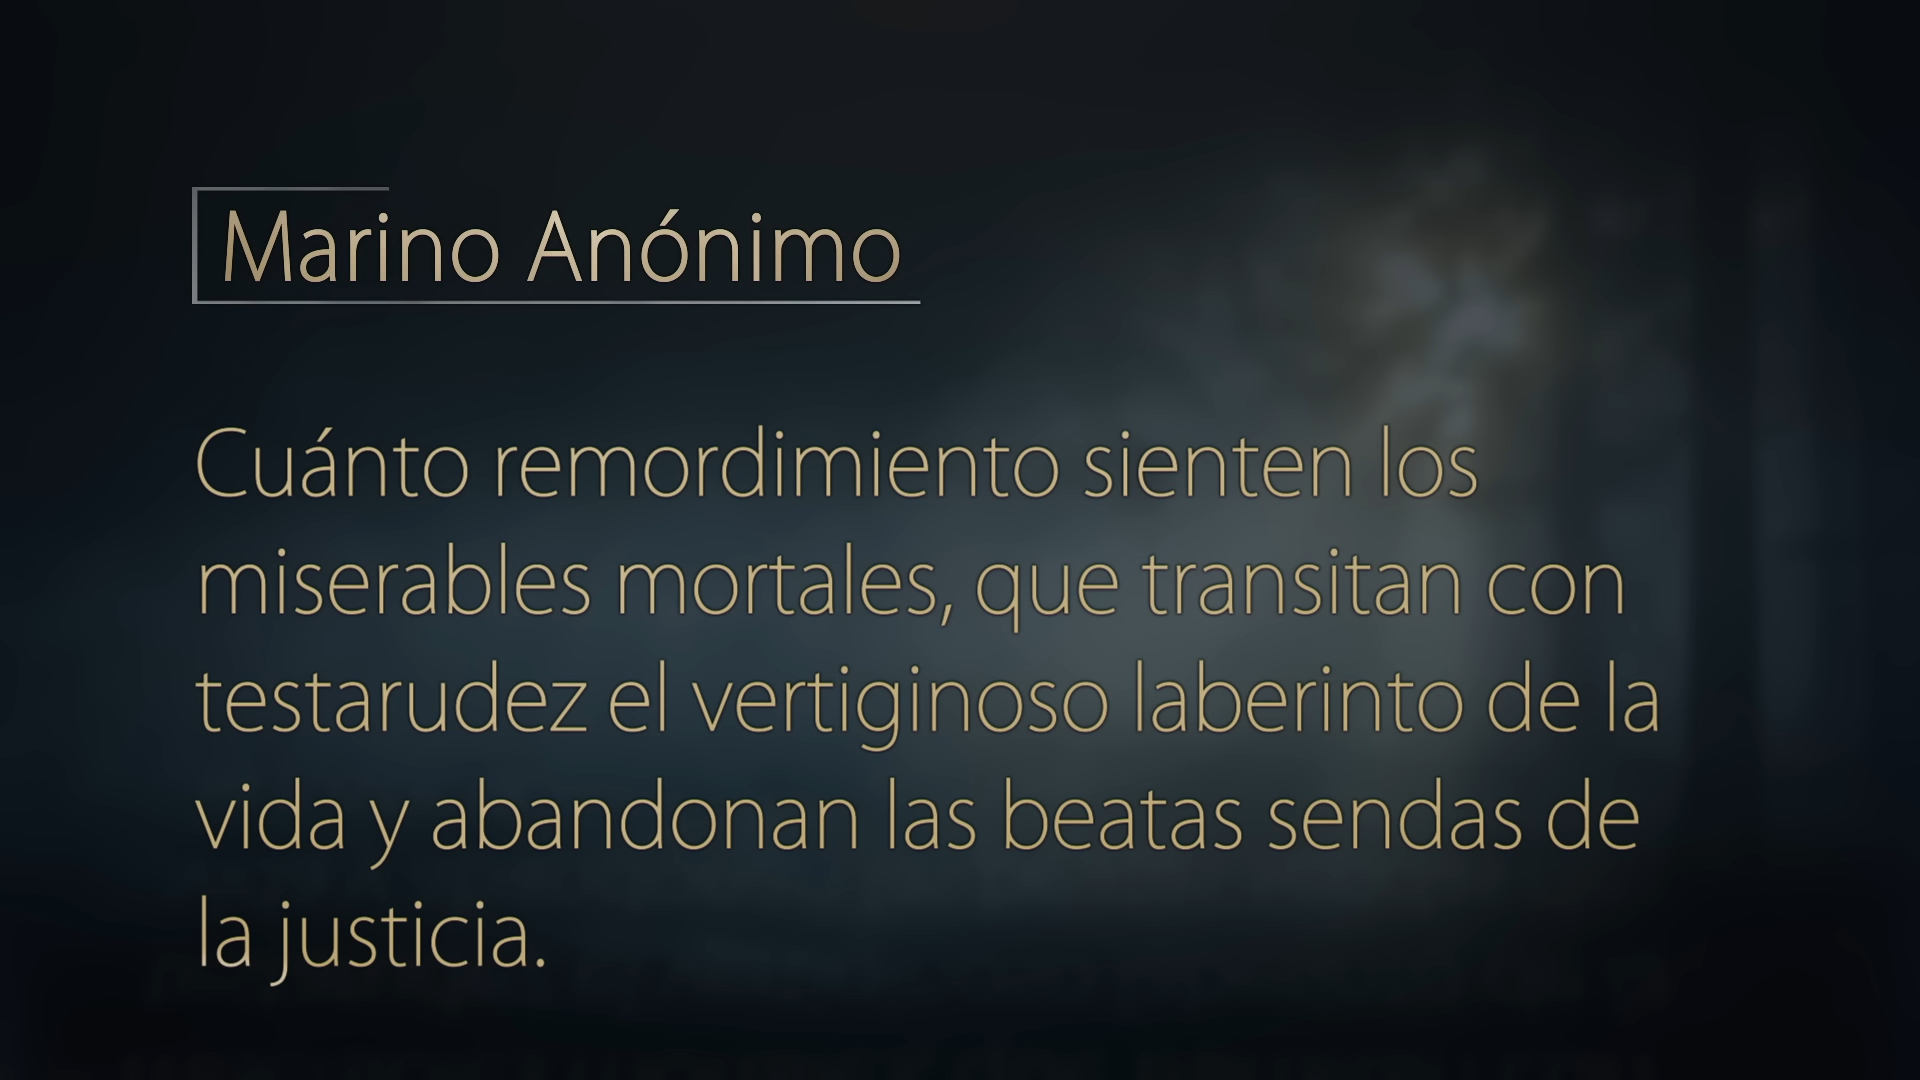 Marino Anónimo
Cuánto remordimiento sienten los
miserables mortales, que transitan con
testarudez el vertiginoso laberinto de la
vida y abandonan las beatas sendas de
la justicia.